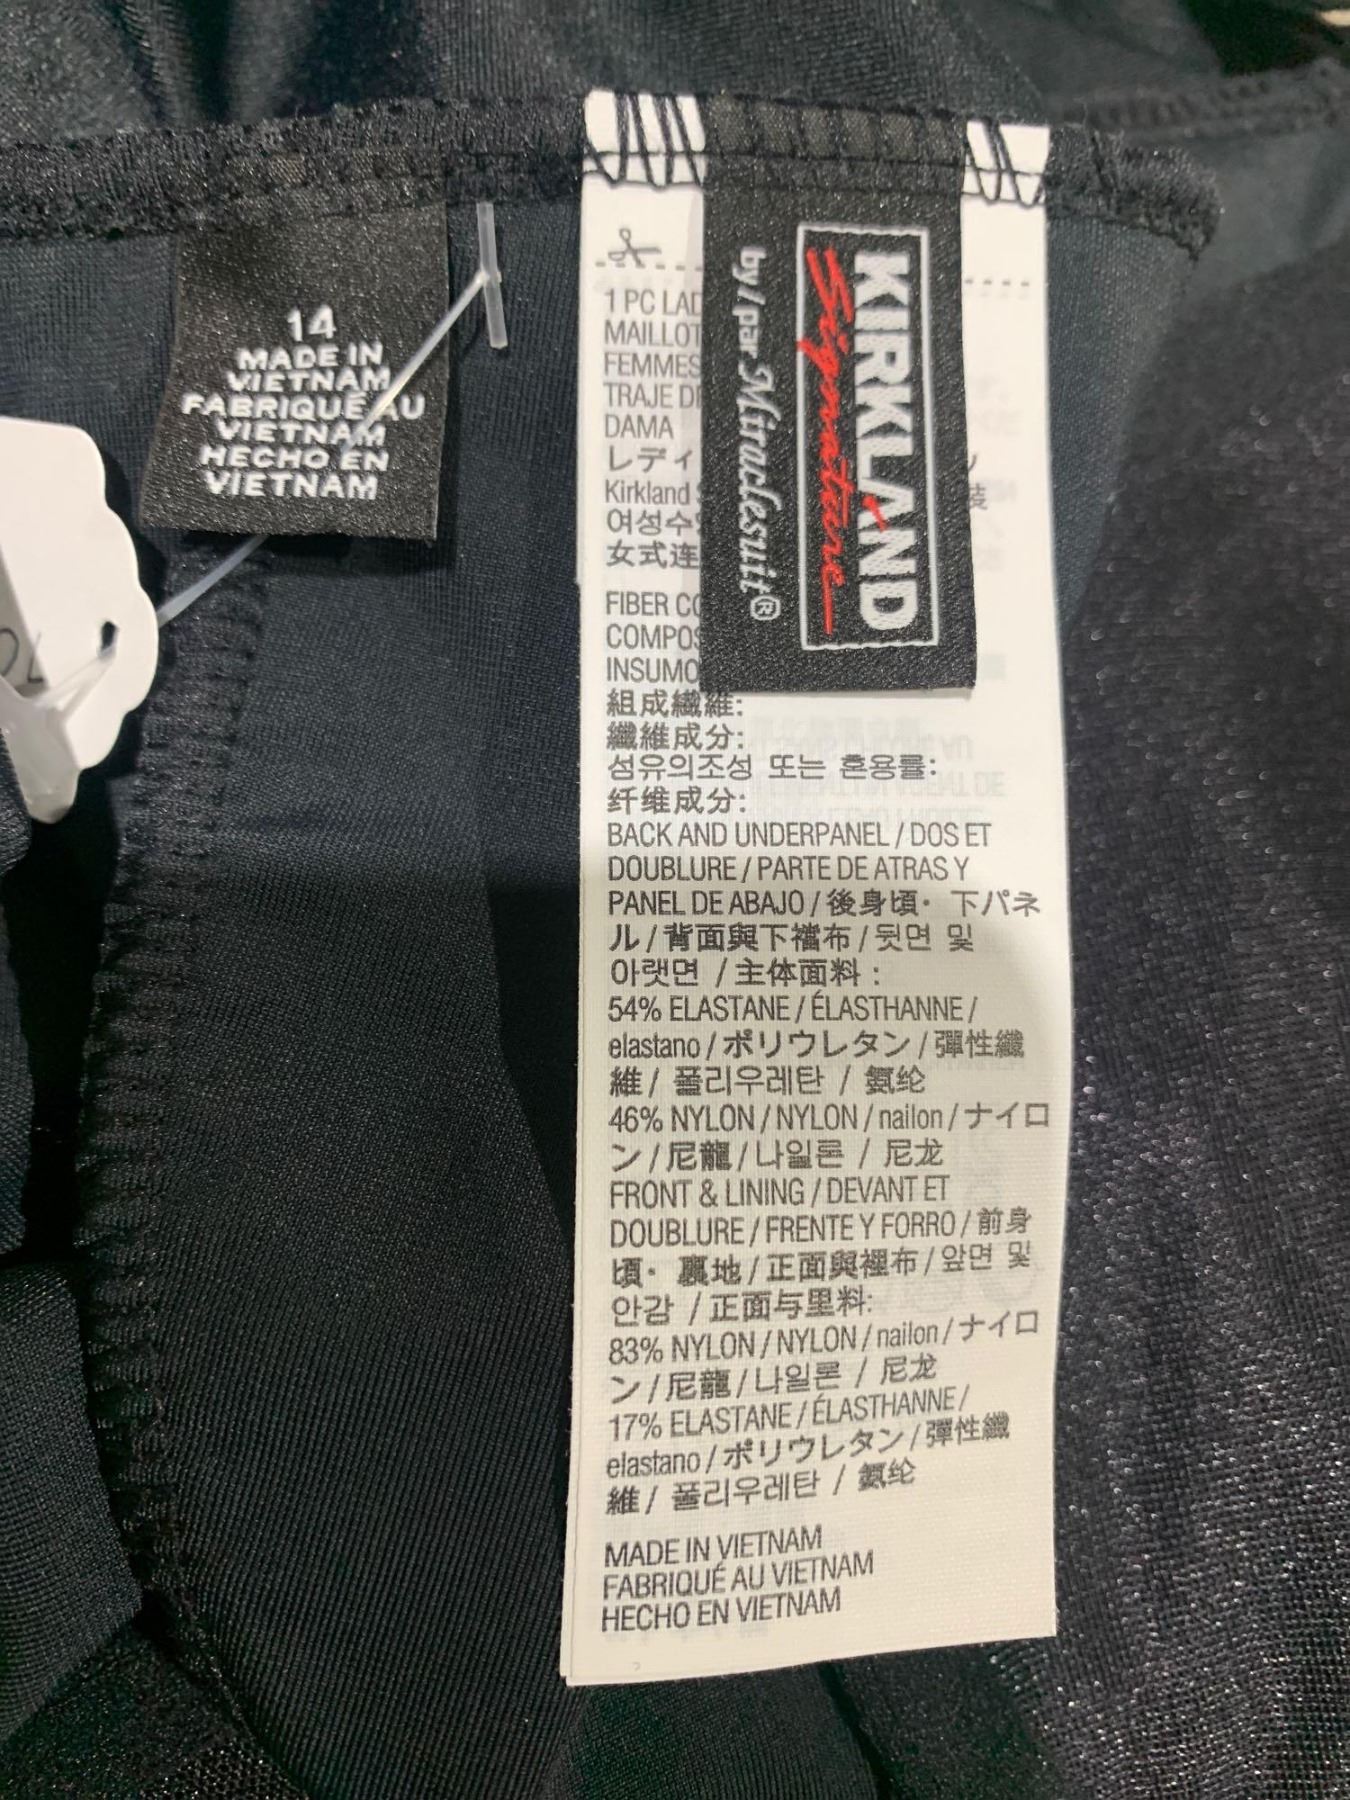 14
MADE IN
VIETNAM
FABRIQUÉ AU
VIETNAM
HECHO EN
VIETNAM
KIRKLAND
Signature
by/par Miraclesuit®
1 PC
MAILLOT
FEMMES
TRAJE
DAMA
レディ
Kirkland
여성수
女式连
FIBER
INSUMO
組成纖維:
纖維成分:
섬유의조성 또는 혼용률:
纤维成分:
BACK AND UNDERPANEL / DOS ET
DOUBLURE / PARTE DE ATRAS Y
PANEL DE ABAJO / 後身頃・下パネ
ル / 背面與下襠布 / 뒷면 및
아랫면 / 主体面料 :
54% ELASTANE / ÉLASTHANNE /
elastano / ポリウレタン / 彈性纖
維 / 폴리우레탄 / 氨纶
46% NYLON / NYLON / nailon / ナイロ
ン / 尼龍 / 나일론 / 尼龙
FRONT & LINING / DEVANT ET
DOUBLURE / FRENTE Y FORRO / 前身
頃・裏地 / 正面與裡布 / 앞면 및
안감 / 正面与里料:
83% NYLON / NYLON / nailon / ナイロ
ン / 尼龍 / 나일론 / 尼龙
17% ELASTANE / ÉLASTHANNE /
elastano / ポリウレタン / 彈性纖
維 / 폴리우레탄 / 氨纶
MADE IN VIETNAM
FABRIQUÉ AU VIETNAM
HECHO EN VIETNAM